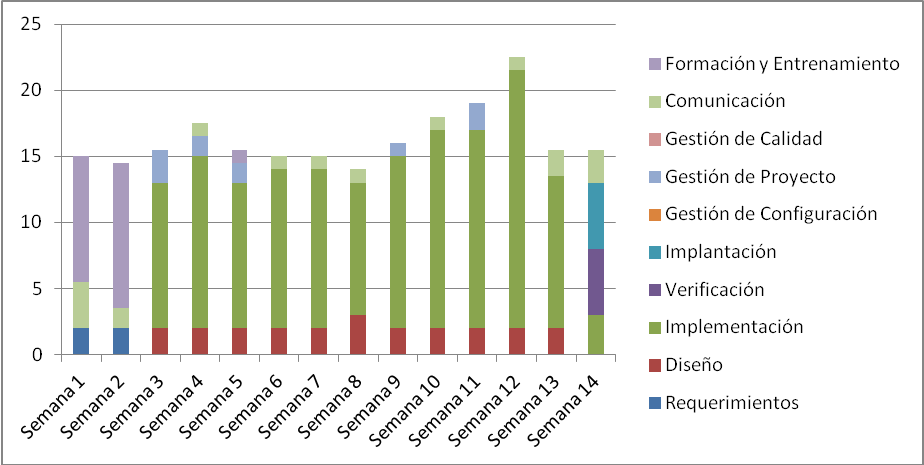 25
20
15
10
5
0
Semana 1
Semana 2
Semana 3
Semana 4
Semana 5
Semana 6
Semana 7
Semana 8
Semana 9
Semana 10
Semana 11
Semana 12
Semana 13
Semana 14
Formación y Entrenamiento
Comunicación
Gestión de Calidad
Gestión de Proyecto
Gestión de Configuración
Implantación
Verificación
Implementación
Diseño
Requerimientos